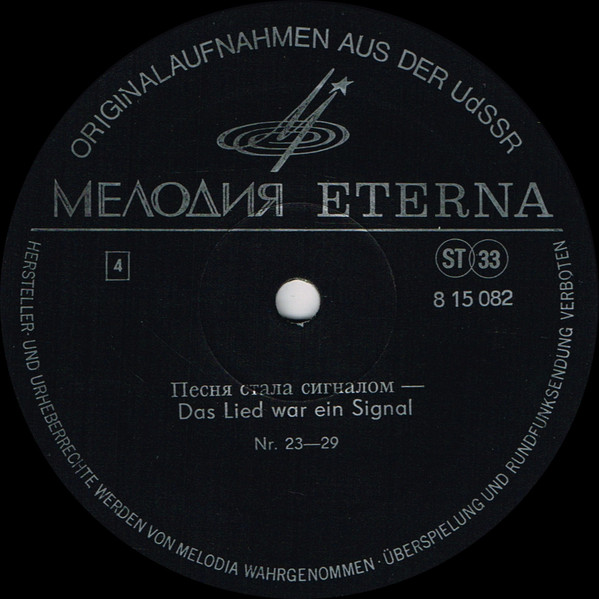 ORIGINALAUFNAHMEN AUS DER UdSSR
МЕЛОДИЯ ETERNA
4
ST 33
8 15 082
Песня стала сигналом —
Das Lied war ein Signal
Nr. 23—29
HERSTELLER- UND URHEBERRECHTE WERDEN VON MELODIA WAHRGENOMMEN · ÜBERSPIELUNG UND RUNDFUNKSENDUNG VERBOTEN